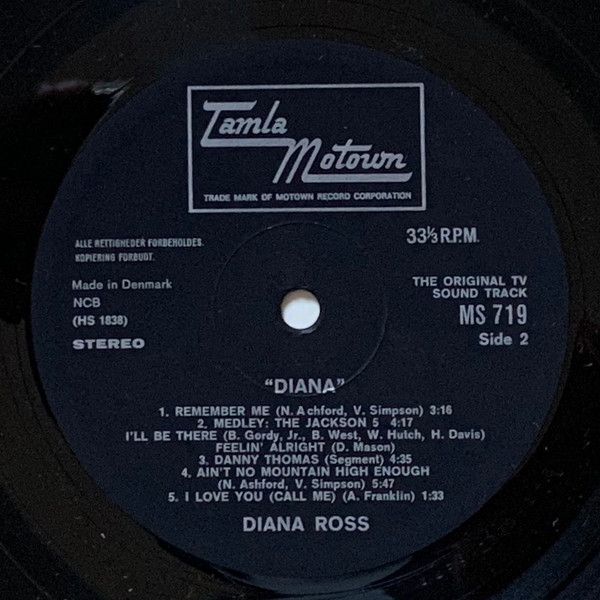 Tamla
Motown
TRADE MARK OF MOTOWN RECORD CORPORATION
ALLE RETTIGHEDER FORBEHOLDES.
KOPIERING FORBUDT.
33⅓ R.P.M.
Made in Denmark
NCB
(HS 1838)
STEREO
THE ORIGINAL TV
SOUND TRACK
MS 719
Side 2
"DIANA"
1. REMEMBER ME (N. Achford, V. Simpson) 3:16
2. MEDLEY: THE JACKSON 5 4:17
I'LL BE THERE (B. Gordy, Jr., B. West, W. Hutch, H. Davis)
FEELIN' ALRIGHT (D. Mason)
3. DANNY THOMAS (Segment) 4:35
4. AIN'T NO MOUNTAIN HIGH ENOUGH
(N. Ashford, V. Simpson) 5:47
5. I LOVE YOU (CALL ME) (A. Franklin) 1:33
DIANA ROSS